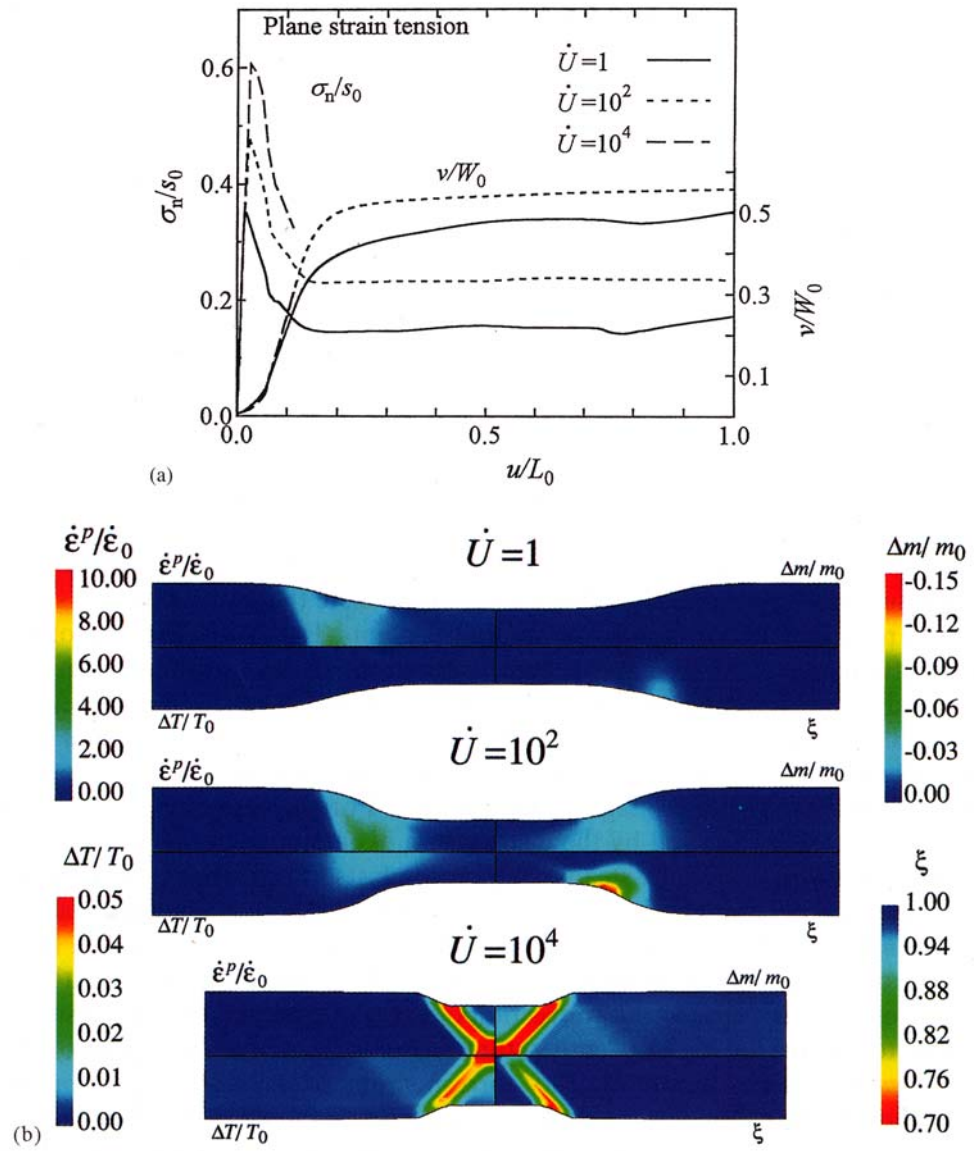 Plane strain tension
σn/s0
U̇ =1
U̇ =10²
U̇ =10⁴
v/W0
σn/s0
0.6
0.4
0.2
0.0
0.5
0.3
0.1
v/W0
0.0 0.5 1.0
u/L0
(a)
ε̇ᵖ/ε̇0
10.00
8.00
6.00
4.00
2.00
0.00
U̇ =1
ε̇ᵖ/ε̇0 Δm/ m0
ΔT/ T0 ξ
Δm/ m0
-0.15
-0.12
-0.09
-0.06
-0.03
0.00
U̇ =10²
ε̇ᵖ/ε̇0 Δm/ m0
ΔT/ T0 ξ
ΔT/ T0
0.05
0.04
0.03
0.02
0.01
0.00
U̇ =10⁴
ε̇ᵖ/ε̇0 Δm/ m0
ΔT/ T0 ξ
ξ
1.00
0.94
0.88
0.82
0.76
0.70
(b)